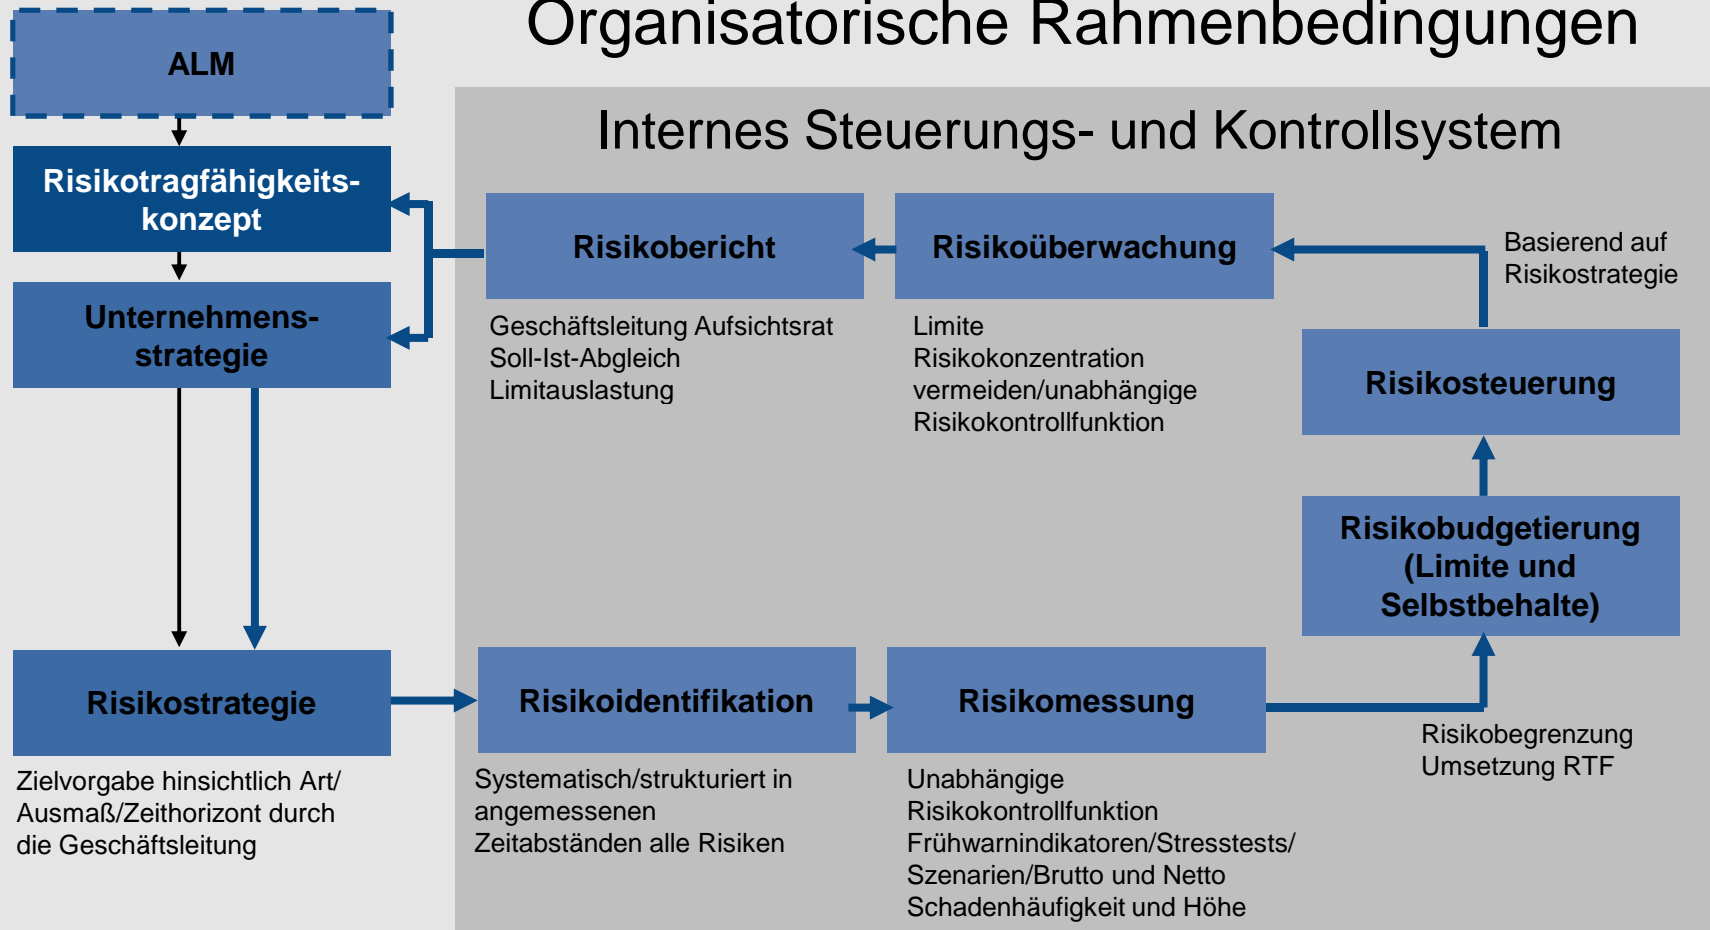 Organisatorische Rahmenbedingungen
ALM
Internes Steuerungs- und Kontrollsystem
Risikotragfähigkeits-
konzept
Unternehmens-
strategie
Risikobericht
Geschäftsleitung Aufsichtsrat
Soll-Ist-Abgleich
Limitauslastung
Risikoüberwachung
Limite
Risikokonzentration
vermeiden/unabhängige
Risikokontrollfunktion
Basierend auf
Risikostrategie
Risikosteuerung
Risikobudgetierung
(Limite und
Selbstbehalte)
Risikobegrenzung
Umsetzung RTF
Risikostrategie
Zielvorgabe hinsichtlich Art/
Ausmaß/Zeithorizont durch
die Geschäftsleitung
Risikoidentifikation
Systematisch/strukturiert in
angemessenen
Zeitabständen alle Risiken
Risikomessung
Unabhängige
Risikokontrollfunktion
Frühwarnindikatoren/Stresstests/
Szenarien/Brutto und Netto
Schadenhäufigkeit und Höhe